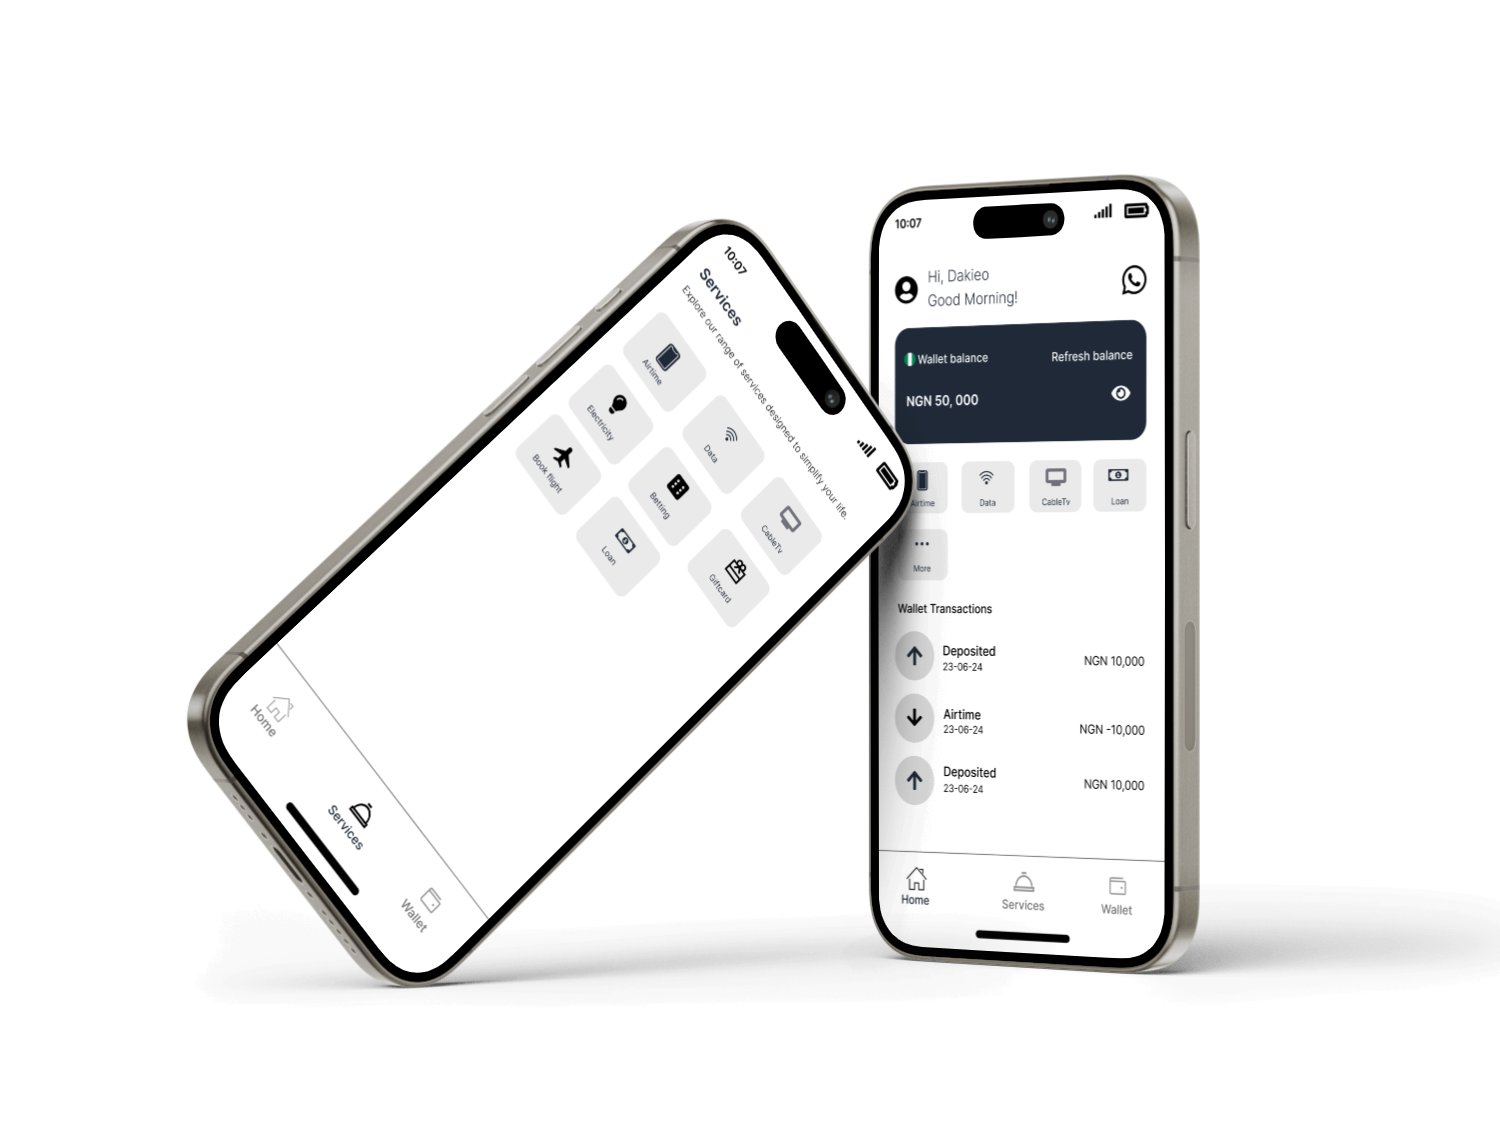 10:07
Services
Explore our range of services designed to simplify your life.
Airtime
Data
CableTv
Electricity
Betting
Giftcard
Book flight
Loan
Home
Services
Wallet
10:07
Hi, Dakieo
Good Morning!
Wallet balance
Refresh balance
NGN 50, 000
Airtime
Data
CableTv
Loan
More
Wallet Transactions
Deposited
23-06-24
NGN 10,000
Airtime
23-06-24
NGN -10,000
Deposited
23-06-24
NGN 10,000
Home
Services
Wallet